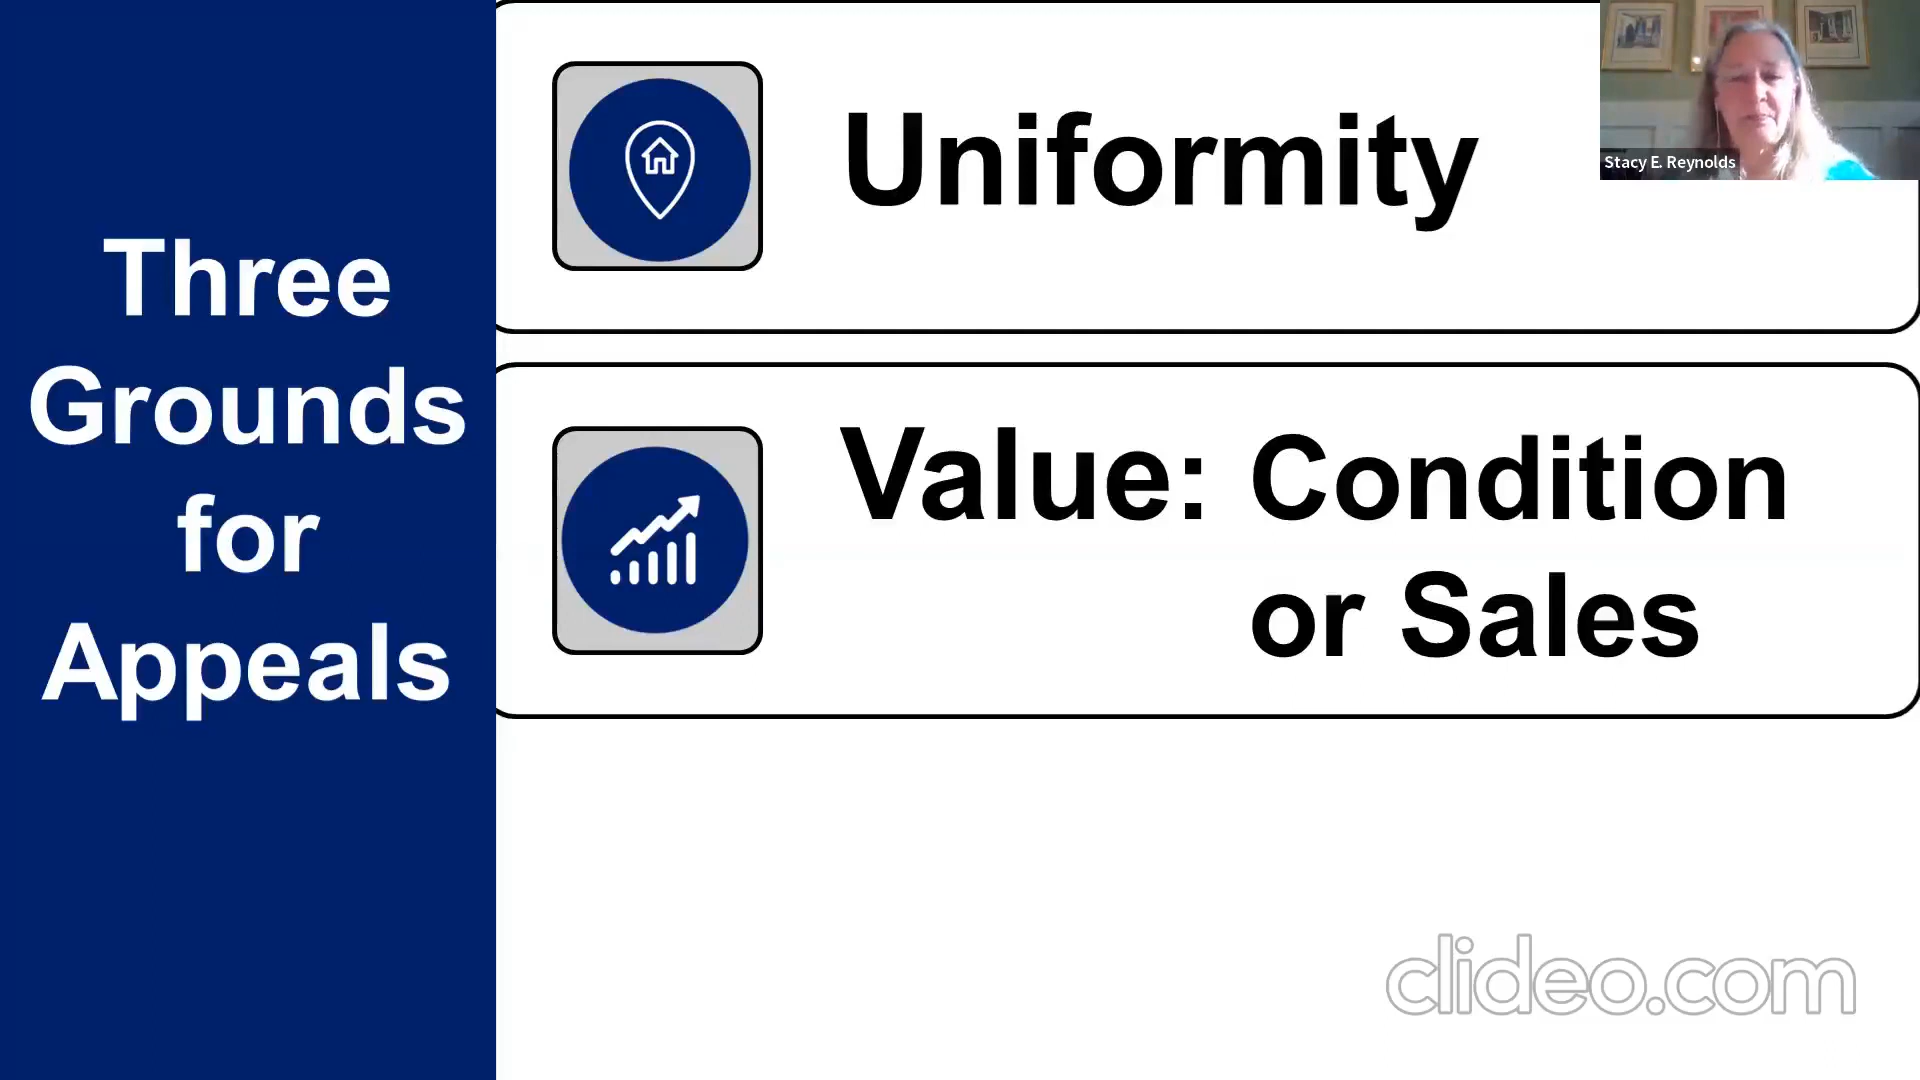 Three
Grounds
for
Appeals
Uniformity
Value: Condition
or Sales
Stacy E. Reynolds
clideo.com